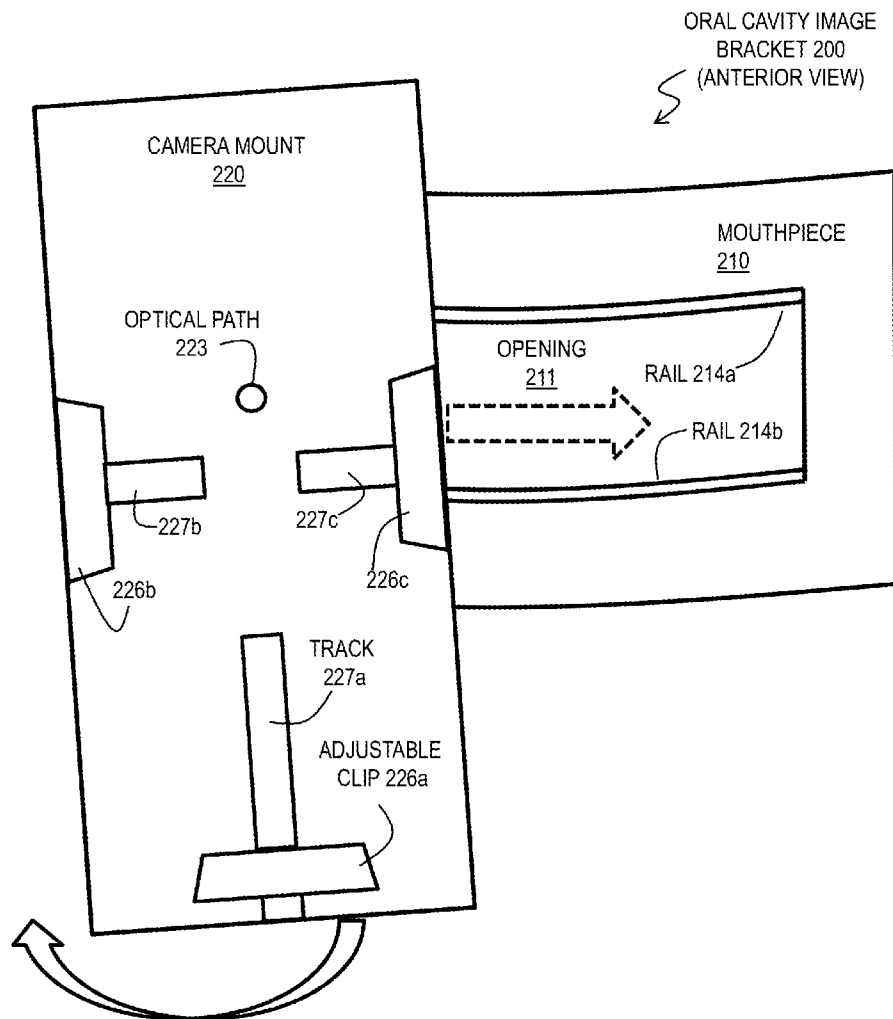 ORAL CAVITY IMAGE
BRACKET 200
(ANTERIOR VIEW)
CAMERA MOUNT
220
MOUTHPIECE
210
OPTICAL PATH
223
OPENING
211
RAIL 214a
RAIL 214b
227b
227c
226b
226c
TRACK
227a
ADJUSTABLE
CLIP 226a